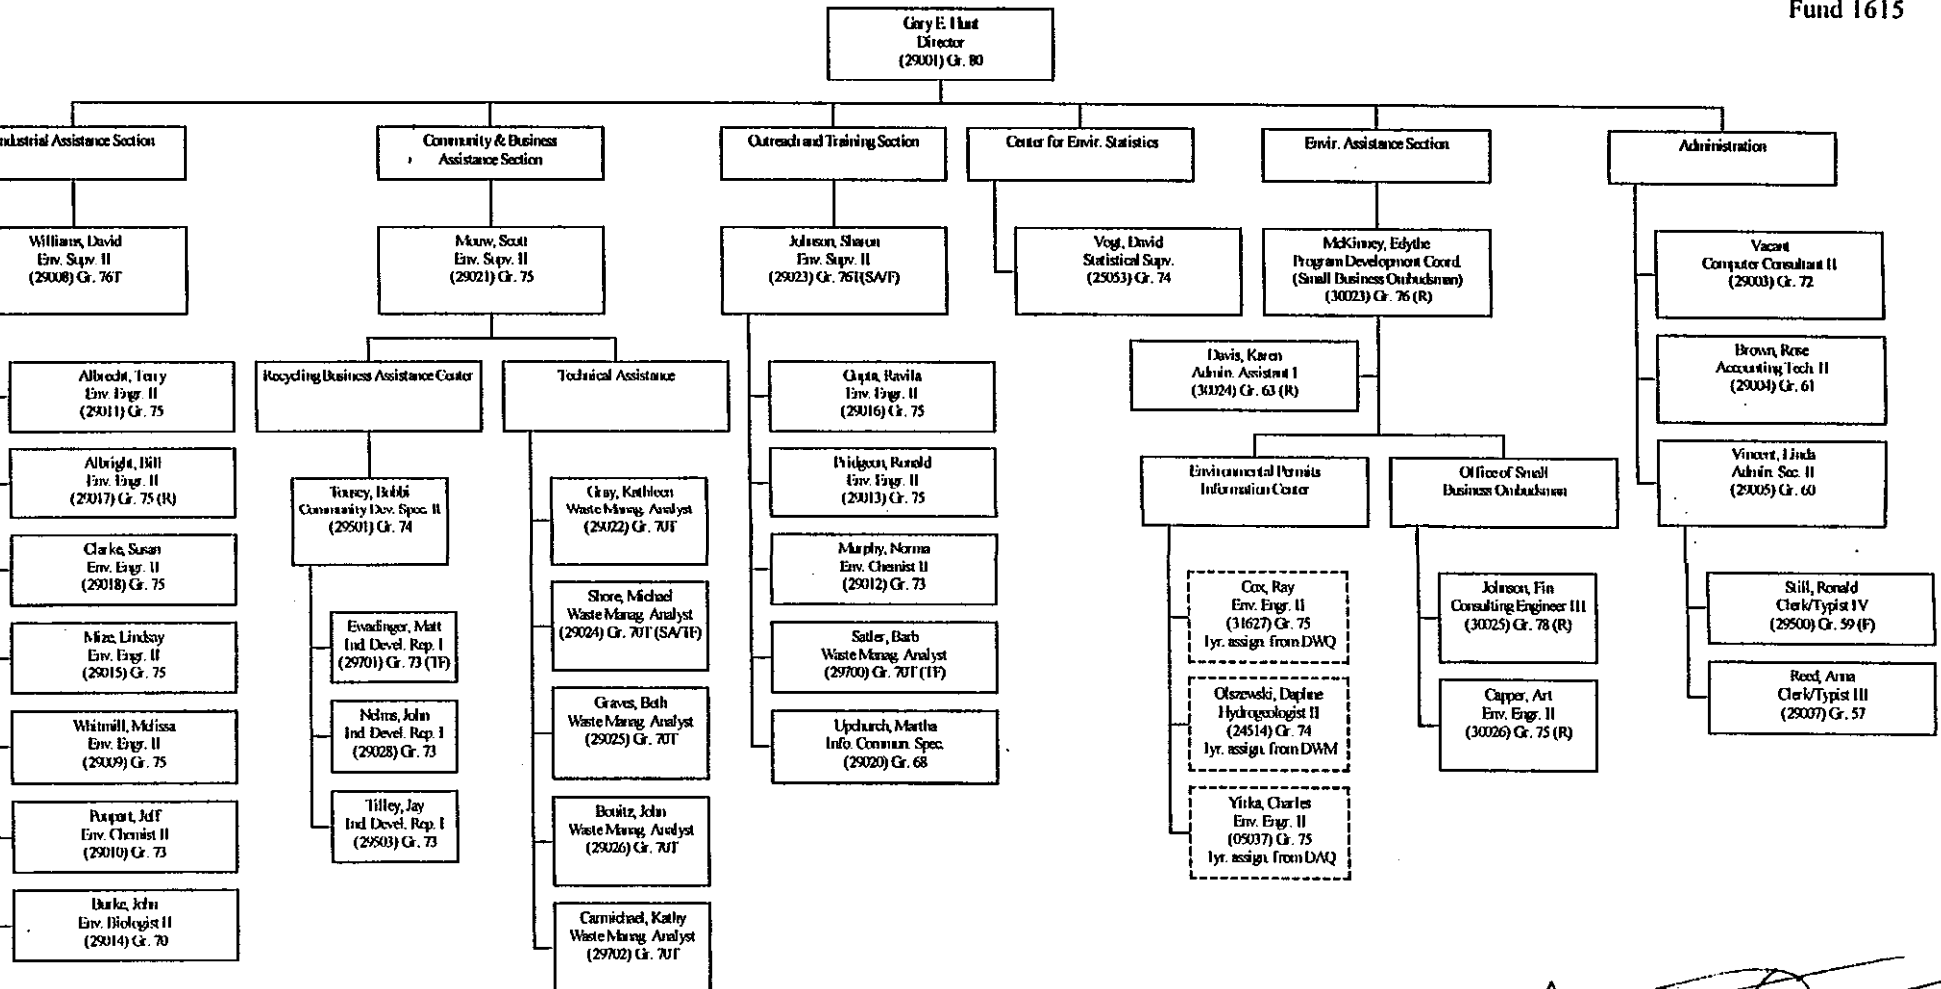 Fund 1615
Gary E. Hunt
Director
(29001) Gr. 80
ndustrial Assistance Section
Community & Business
Assistance Section
Outreach and Training Section
Center for Envir. Statistics
Envir. Assistance Section
Administration
Williams, David
Env. Supv. II
(29008) Gr. 76T
Mouw, Scott
Env. Supv. II
(29021) Gr. 75
Johnson, Sharon
Env. Supv. II
(29023) Gr. 76T(SA/F)
Vogt, David
Statistical Supv.
(25053) Gr. 74
McKinney, Edythe
Program Development Coord.
(Small Business Ombudsman)
(30023) Gr. 76 (R)
Vacant
Computer Consultant II
(29003) Gr. 72
Davis, Karen
Admin. Assistant I
(30024) Gr. 63 (R)
Brown, Rose
Accounting Tech. II
(29004) Gr. 61
Vincent, Linda
Admin. Sec. II
(29005) Gr. 60
Still, Ronald
Clerk/Typist IV
(29500) Gr. 59 (F)
Reed, Anna
Clerk/Typist III
(29007) Gr. 57
Albrecht, Terry
Env. Engr. II
(29011) Gr. 75
Albright, Bill
Env. Engr. II
(29017) Gr. 75 (R)
Clarke, Susan
Env. Engr. II
(29018) Gr. 75
Mize, Lindsay
Env. Engr. II
(29015) Gr. 75
Whitmill, Melissa
Env. Engr. II
(29009) Gr. 75
Poupart, Jeff
Env. Chemist II
(29010) Gr. 73
Burke, John
Env. Biologist II
(29014) Gr. 70
Recycling Business Assistance Center
Technical Assistance
Tousey, Bobbi
Community Dev. Spec. II
(29501) Gr. 74
Ewadinger, Matt
Ind. Devel. Rep. I
(29701) Gr. 73 (TF)
Nelms, John
Ind. Devel. Rep. I
(29028) Gr. 73
Tilley, Jay
Ind. Devel. Rep. I
(29503) Gr. 73
Gray, Kathleen
Waste Manag. Analyst
(29022) Gr. 70T
Shore, Michael
Waste Manag. Analyst
(29024) Gr. 70T (SA/TF)
Graves, Beth
Waste Manag. Analyst
(29025) Gr. 70T
Bonitz, John
Waste Manag. Analyst
(29026) Gr. 70T
Carmichael, Kathy
Waste Manag. Analyst
(29702) Gr. 70T
Gupta, Ravila
Env. Engr. II
(29016) Gr. 75
Pridgeon, Ronald
Env. Engr. II
(29013) Gr. 75
Murphy, Norma
Env. Chemist II
(29012) Gr. 73
Satler, Barb
Waste Manag. Analyst
(29700) Gr. 70T (TF)
Upchurch, Martha
Info. Commun. Spec.
(29020) Gr. 68
Environmental Permits
Information Center
Office of Small
Business Ombudsman
Cox, Ray
Env. Engr. II
(31627) Gr. 75
1yr. assign. from DWQ
Olszewski, Daphne
Hydrogeologist II
(24514) Gr. 74
1yr. assign. from DWM
Yirka, Charles
Env. Engr. II
(05037) Gr. 75
1yr. assign. from DAQ
Johnson, Fin
Consulting Engineer III
(30025) Gr. 78 (R)
Capper, Art
Env. Engr. II
(30026) Gr. 75 (R)